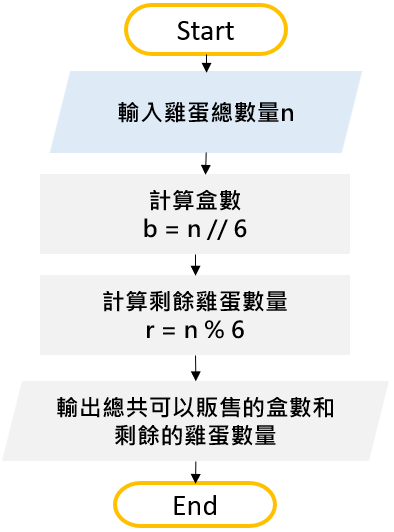 Start
輸入雞蛋總數量n
計算盒數
b = n // 6
計算剩餘雞蛋數量
r = n % 6
輸出總共可以販售的盒數和
剩餘的雞蛋數量
End